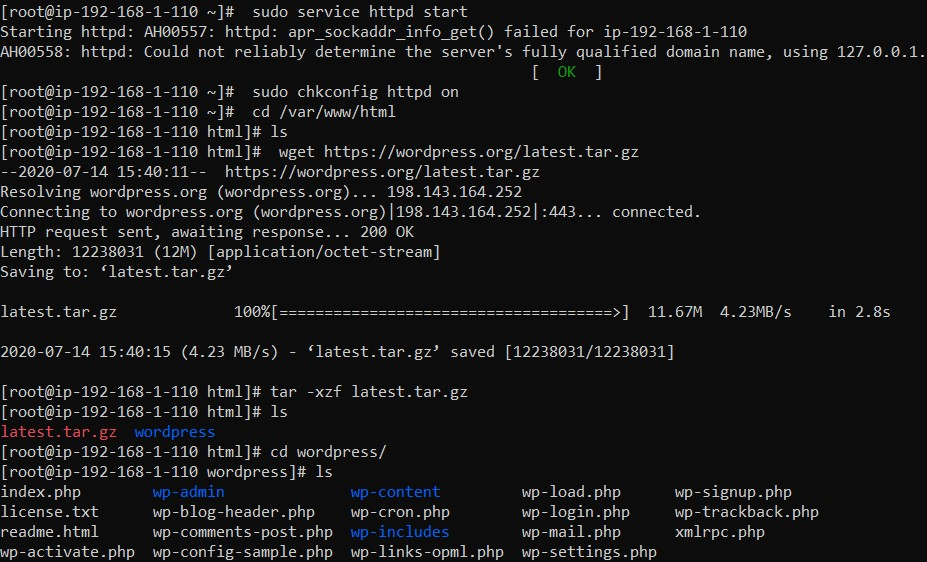 [root@ip-192-168-1-110 ~]#  sudo service httpd start
Starting httpd: AH00557: httpd: apr_sockaddr_info_get() failed for ip-192-168-1-110
AH00558: httpd: Could not reliably determine the server's fully qualified domain name, using 127.0.0.1.
[  OK  ]
[root@ip-192-168-1-110 ~]#  sudo chkconfig httpd on
[root@ip-192-168-1-110 ~]#  cd /var/www/html
[root@ip-192-168-1-110 html]# ls
[root@ip-192-168-1-110 html]#  wget https://wordpress.org/latest.tar.gz
--2020-07-14 15:40:11--  https://wordpress.org/latest.tar.gz
Resolving wordpress.org (wordpress.org)... 198.143.164.252
Connecting to wordpress.org (wordpress.org)|198.143.164.252|:443... connected.
HTTP request sent, awaiting response... 200 OK
Length: 12238031 (12M) [application/octet-stream]
Saving to: ‘latest.tar.gz’
latest.tar.gz             100%[=====================================>]  11.67M  4.23MB/s    in 2.8s
2020-07-14 15:40:15 (4.23 MB/s) - ‘latest.tar.gz’ saved [12238031/12238031]
[root@ip-192-168-1-110 html]# tar -xzf latest.tar.gz
[root@ip-192-168-1-110 html]# ls
latest.tar.gz  wordpress
[root@ip-192-168-1-110 html]# cd wordpress/
[root@ip-192-168-1-110 wordpress]# ls
index.php        wp-admin              wp-content         wp-load.php      wp-signup.php
license.txt      wp-blog-header.php    wp-cron.php        wp-login.php     wp-trackback.php
readme.html      wp-comments-post.php  wp-includes        wp-mail.php      xmlrpc.php
wp-activate.php  wp-config-sample.php  wp-links-opml.php  wp-settings.php